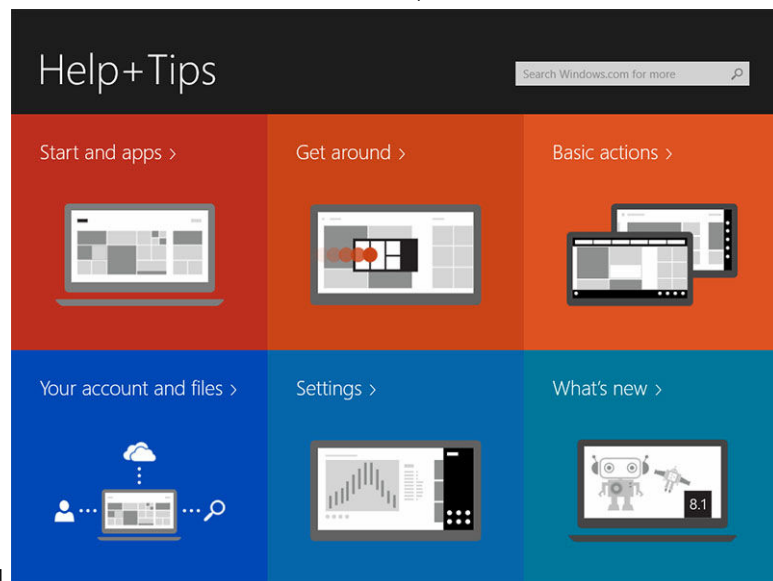 Help+Tips
Search Windows.com for more
Start and apps >
Get around >
Basic actions >
Your account and files >
Settings >
What's new >
8.1